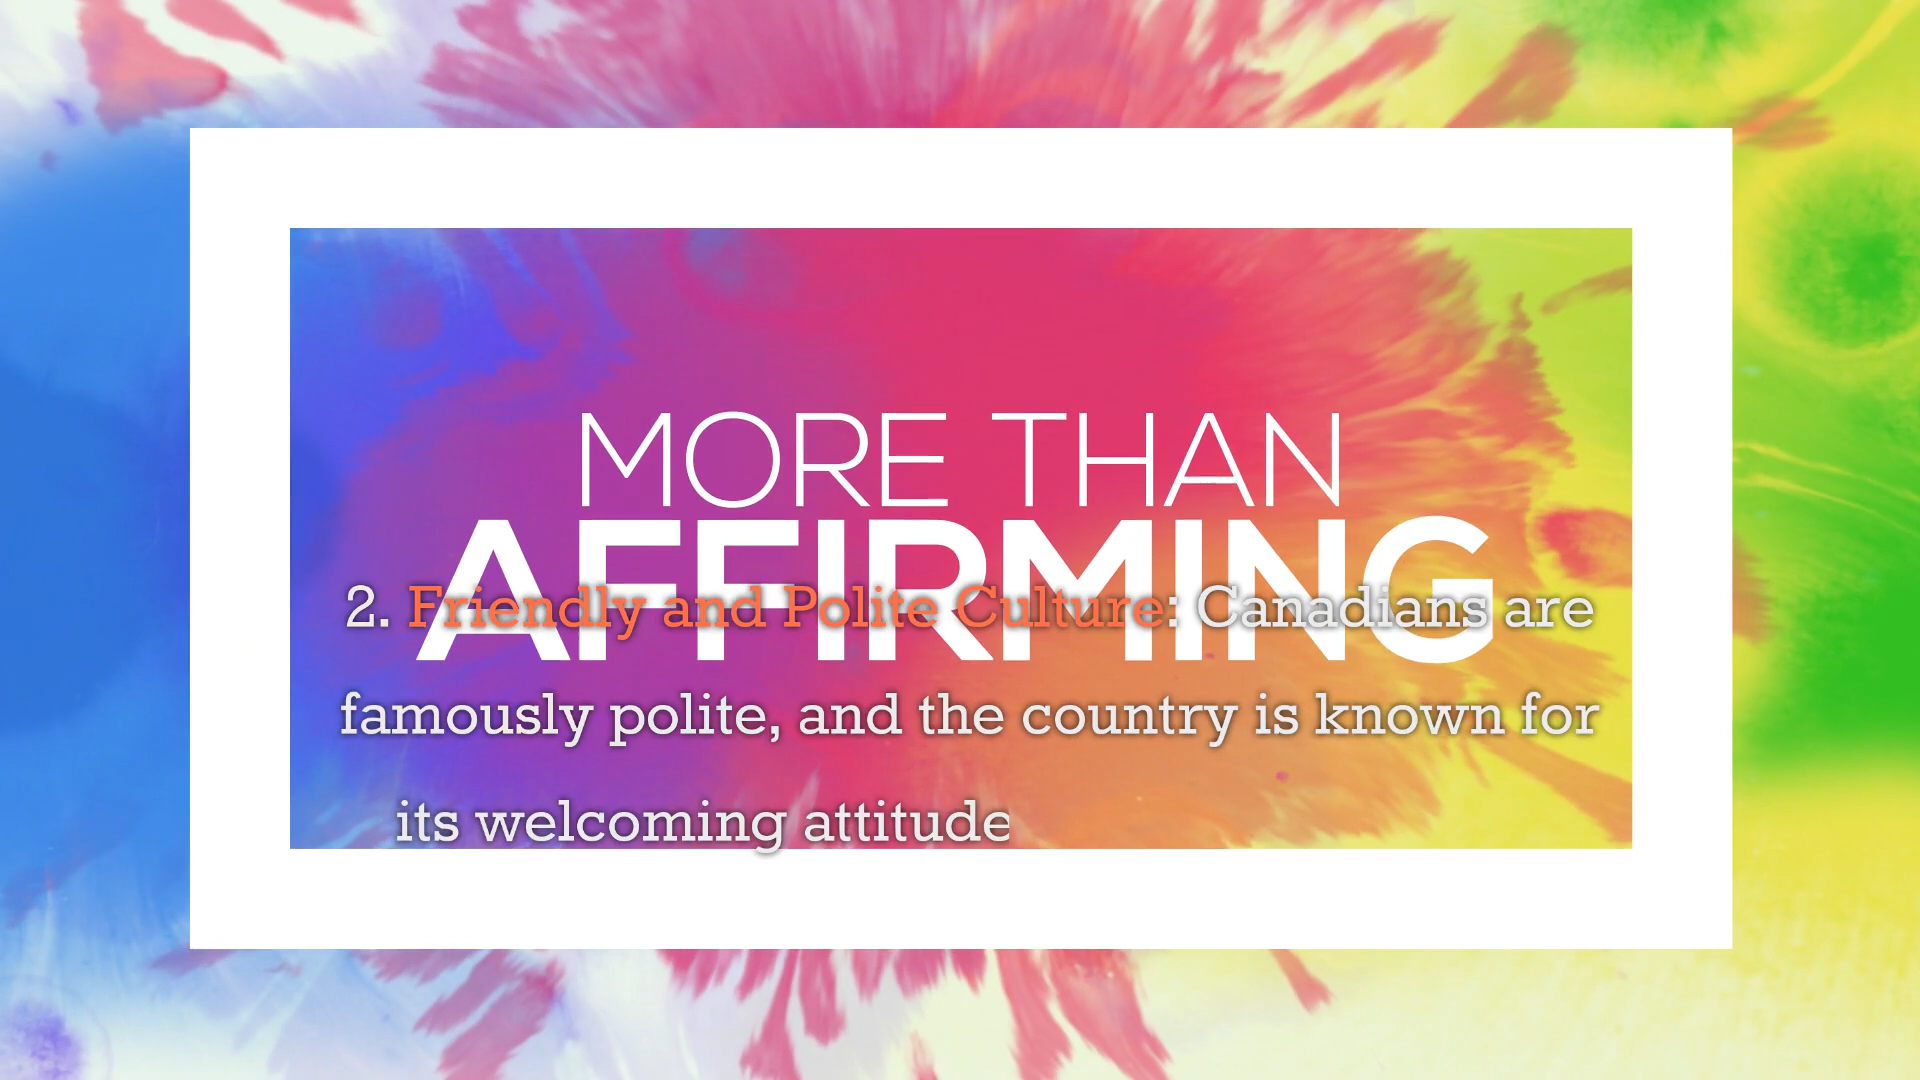 MORE THAN
AFFIRMING
2. Friendly and Polite Culture: Canadians are
famously polite, and the country is known for
its welcoming attitude